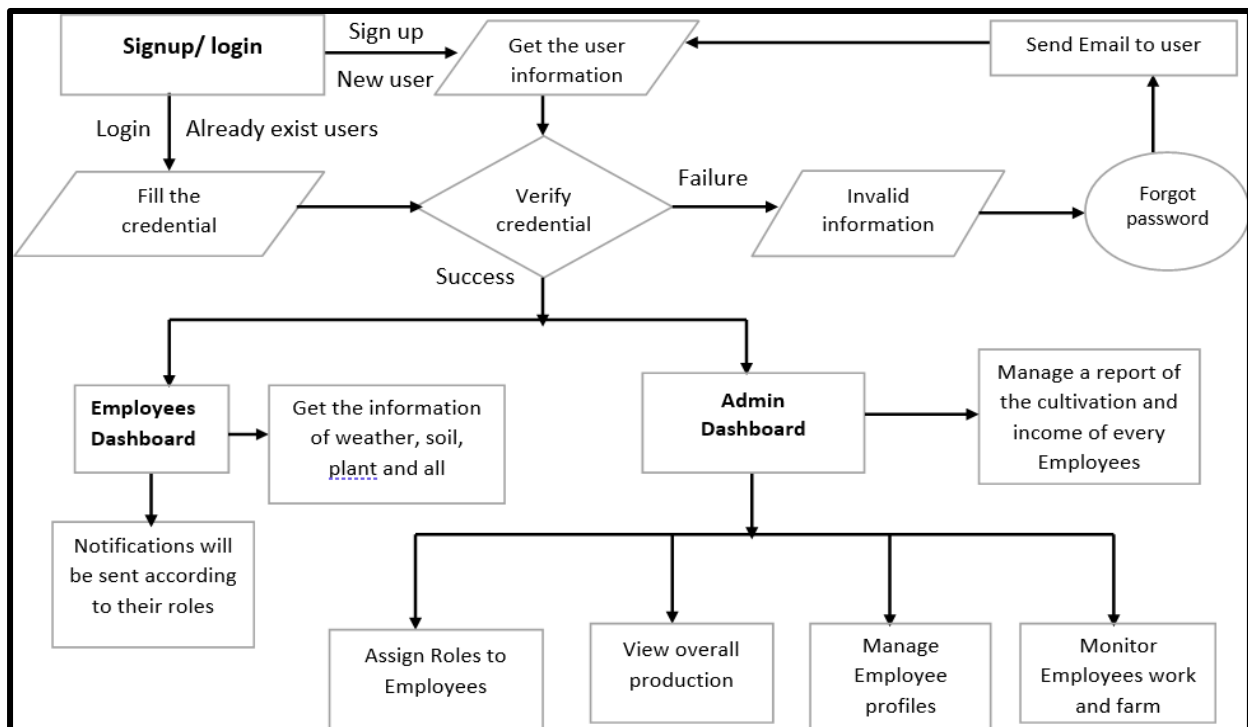 Signup/ login
Sign up
New user
Get the user
information
Send Email to user
Login
Already exist users
Fill the
credential
Verify
credential
Failure
Invalid
information
Forgot
password
Success
Employees
Dashboard
Get the information
of weather, soil,
plant and all
Admin
Dashboard
Manage a report of
the cultivation and
income of every
Employees
Notifications will
be sent according
to their roles
Assign Roles to
Employees
View overall
production
Manage
Employee
profiles
Monitor
Employees work
and farm